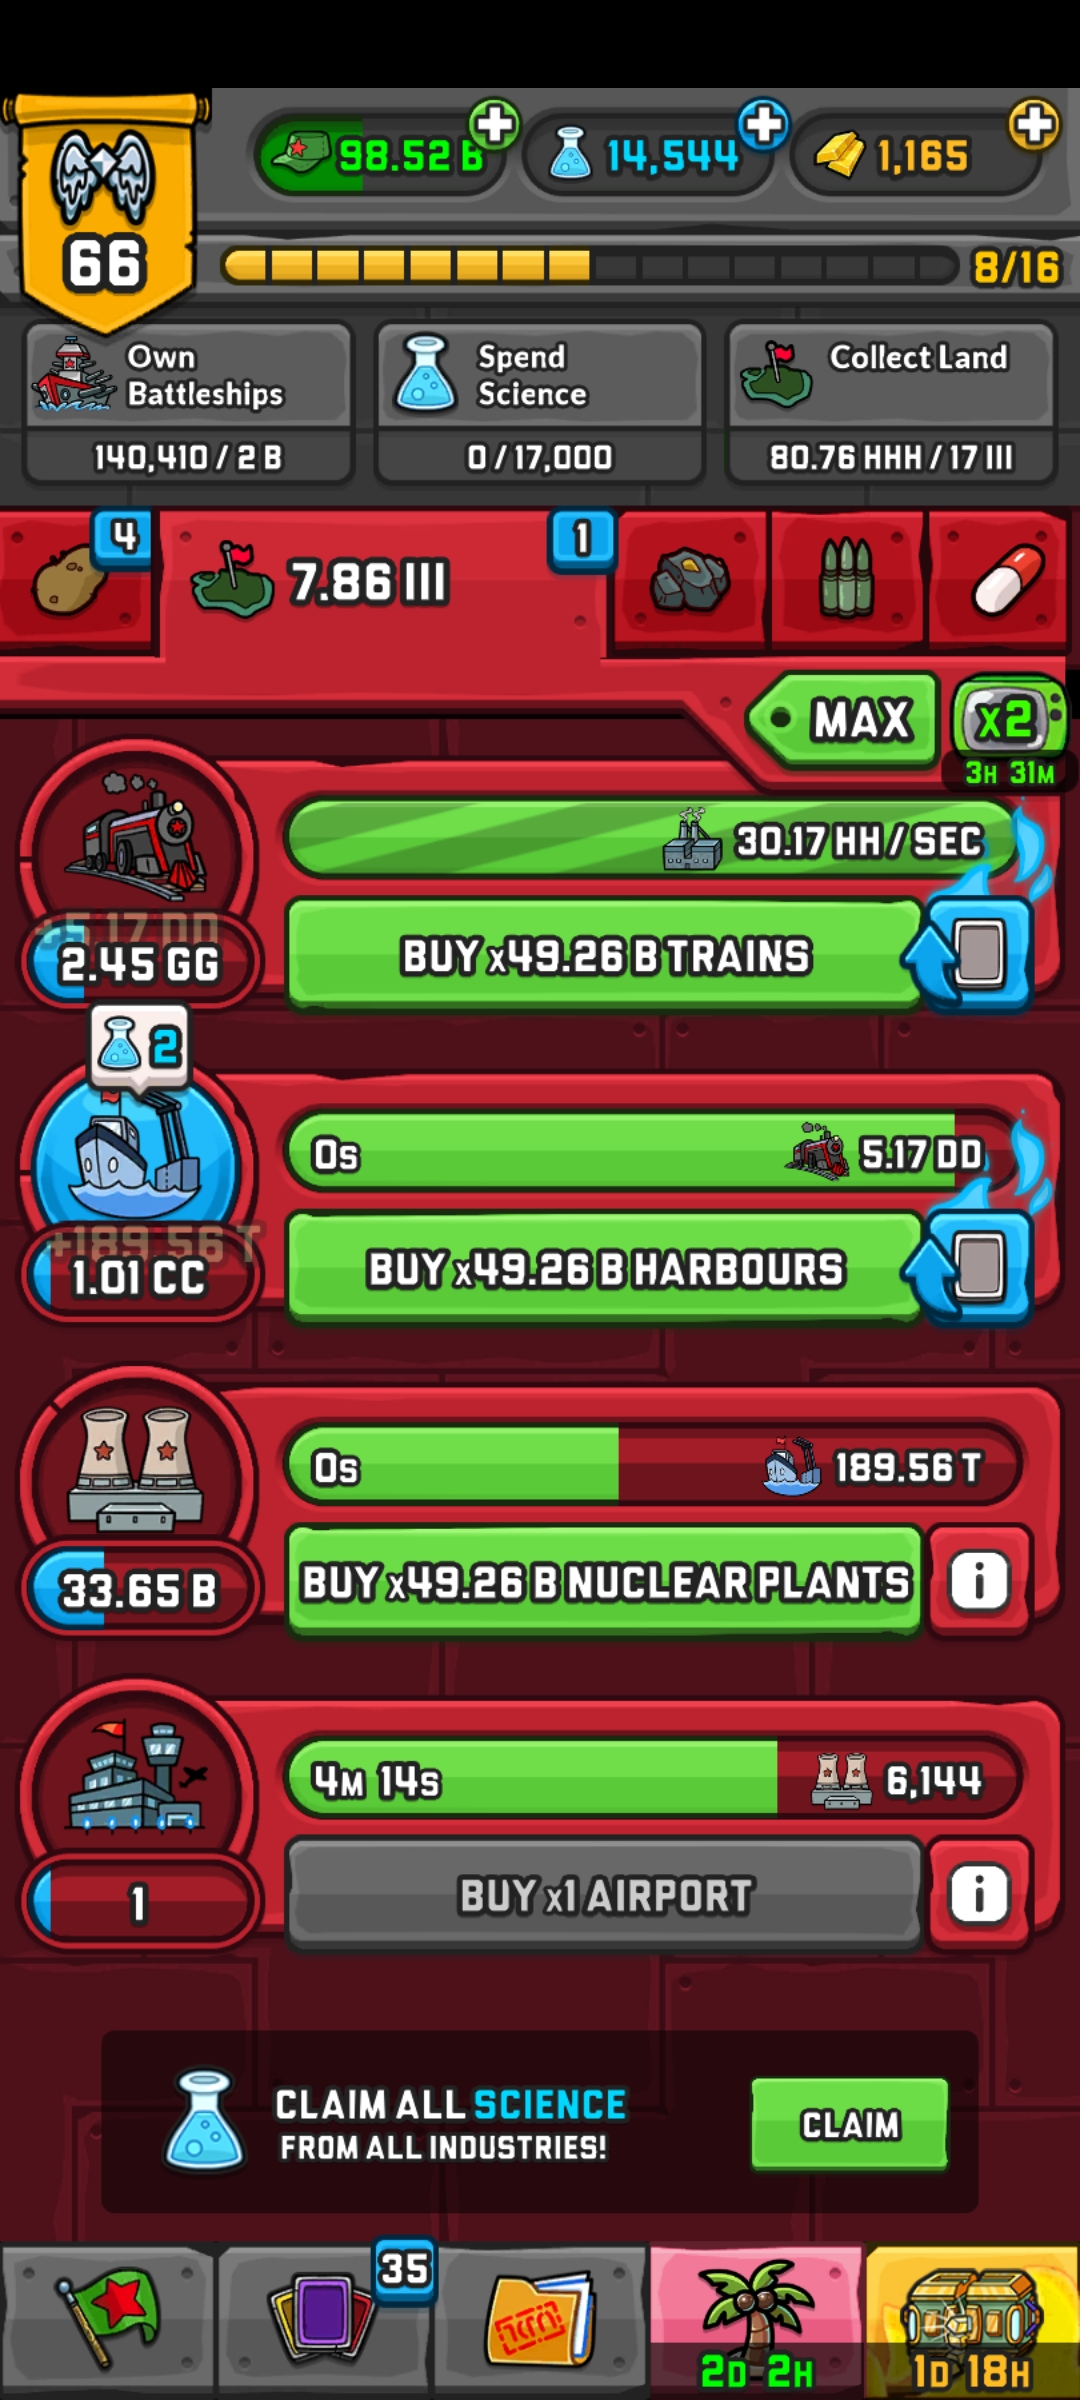 98.52 B
14,544
1,165
66
8/16
Own
Battleships
140,410 / 2 B
Spend
Science
0 / 17,000
Collect Land
80.76 HHH / 17 III
4
7.86 III
1
MAX
x2
3H 31M
30.17 HH / SEC
+5.17 DD
2.45 GG
BUY x49.26 B TRAINS
2
0s
5.17 DD
+189.56 T
1.01 CC
BUY x49.26 B HARBOURS
0s
189.56 T
33.65 B
BUY x49.26 B NUCLEAR PLANTS
i
4M 14s
6,144
1
BUY x1 AIRPORT
i
CLAIM ALL SCIENCE
FROM ALL INDUSTRIES!
CLAIM
35
2D 2H
1D 18H